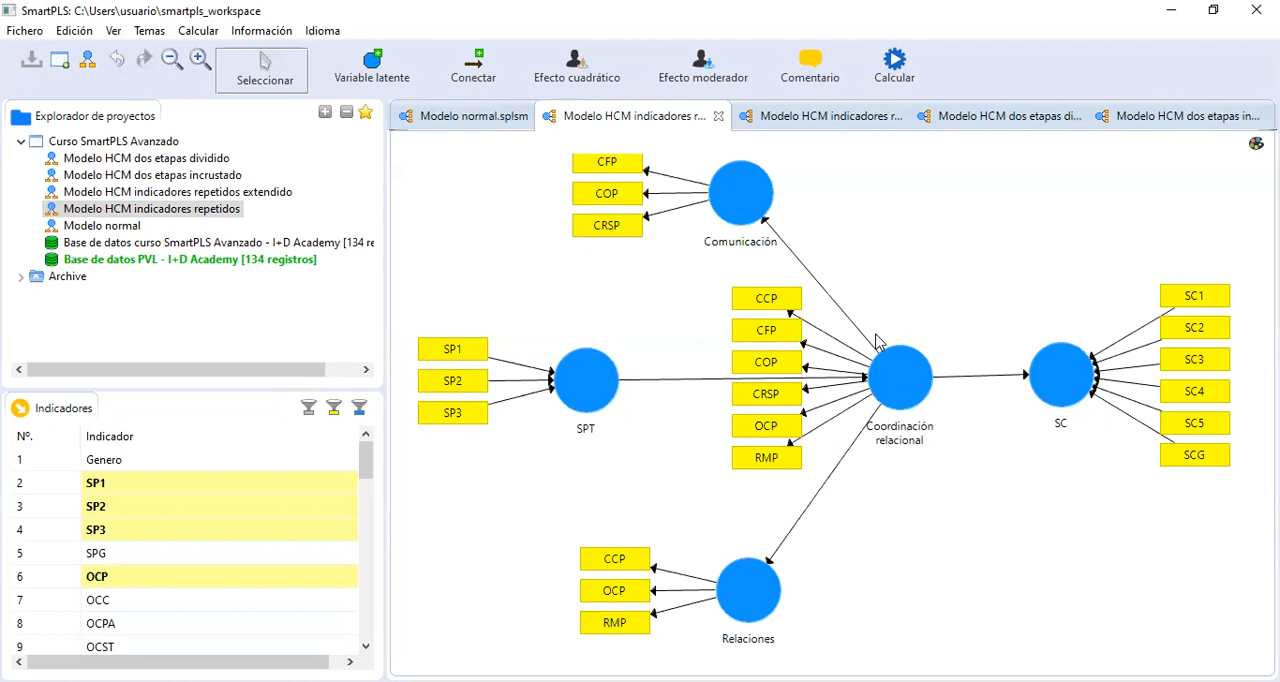 SmartPLS: C:\Users\usuario\smartpls_workspace
Fichero Edición Ver Temas Calcular Información Idioma
Seleccionar
Variable latente
Conectar
Efecto cuadrático
Efecto moderador
Comentario
Calcular
Explorador de proyectos
Curso SmartPLS Avanzado
Modelo HCM dos etapas dividido
Modelo HCM dos etapas incrustado
Modelo HCM indicadores repetidos extendido
Modelo HCM indicadores repetidos
Modelo normal
Base de datos curso SmartPLS Avanzado - I+D Academy [134 re
Base de datos PVL - I+D Academy [134 registros]
Archive
Indicadores
Nº. Indicador
1 Genero
2 SP1
3 SP2
4 SP3
5 SPG
6 OCP
7 OCC
8 OCPA
9 OCST
Modelo normal.splsm
Modelo HCM indicadores r...
Modelo HCM indicadores r...
Modelo HCM dos etapas di...
Modelo HCM dos etapas in...
CFP
COP
CRSP
Comunicación
SP1
SP2
SP3
SPT
CCP
CFP
COP
CRSP
OCP
RMP
Coordinación
relacional
SC
SC1
SC2
SC3
SC4
SC5
SCG
CCP
OCP
RMP
Relaciones